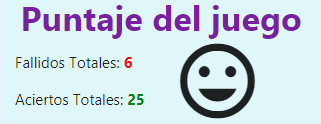 Puntaje del juego
Fallidos Totales: 6
Aciertos Totales: 25